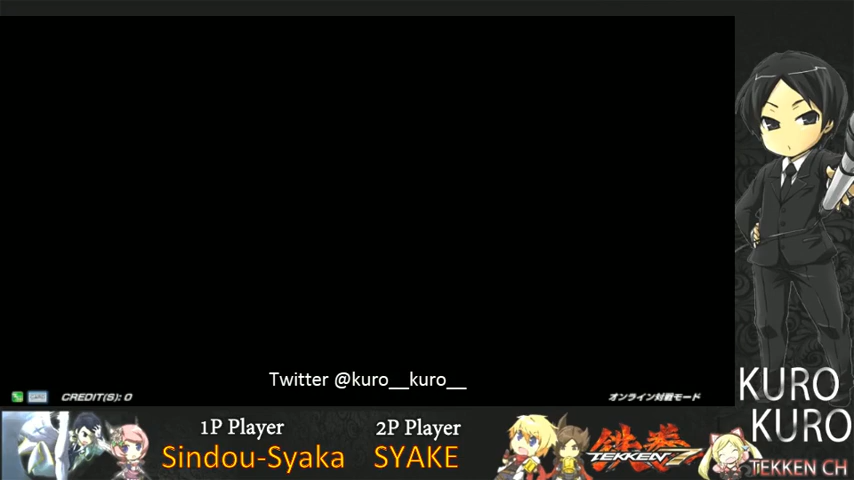 Twitter @kuro__kuro__
CREDIT(S): 0
オンライン対戦モード
1P Player
2P Player
Sindou-Syaka
SYAKE
鉄拳
TEKKEN 7
KURO
KURO
TEKKEN CH